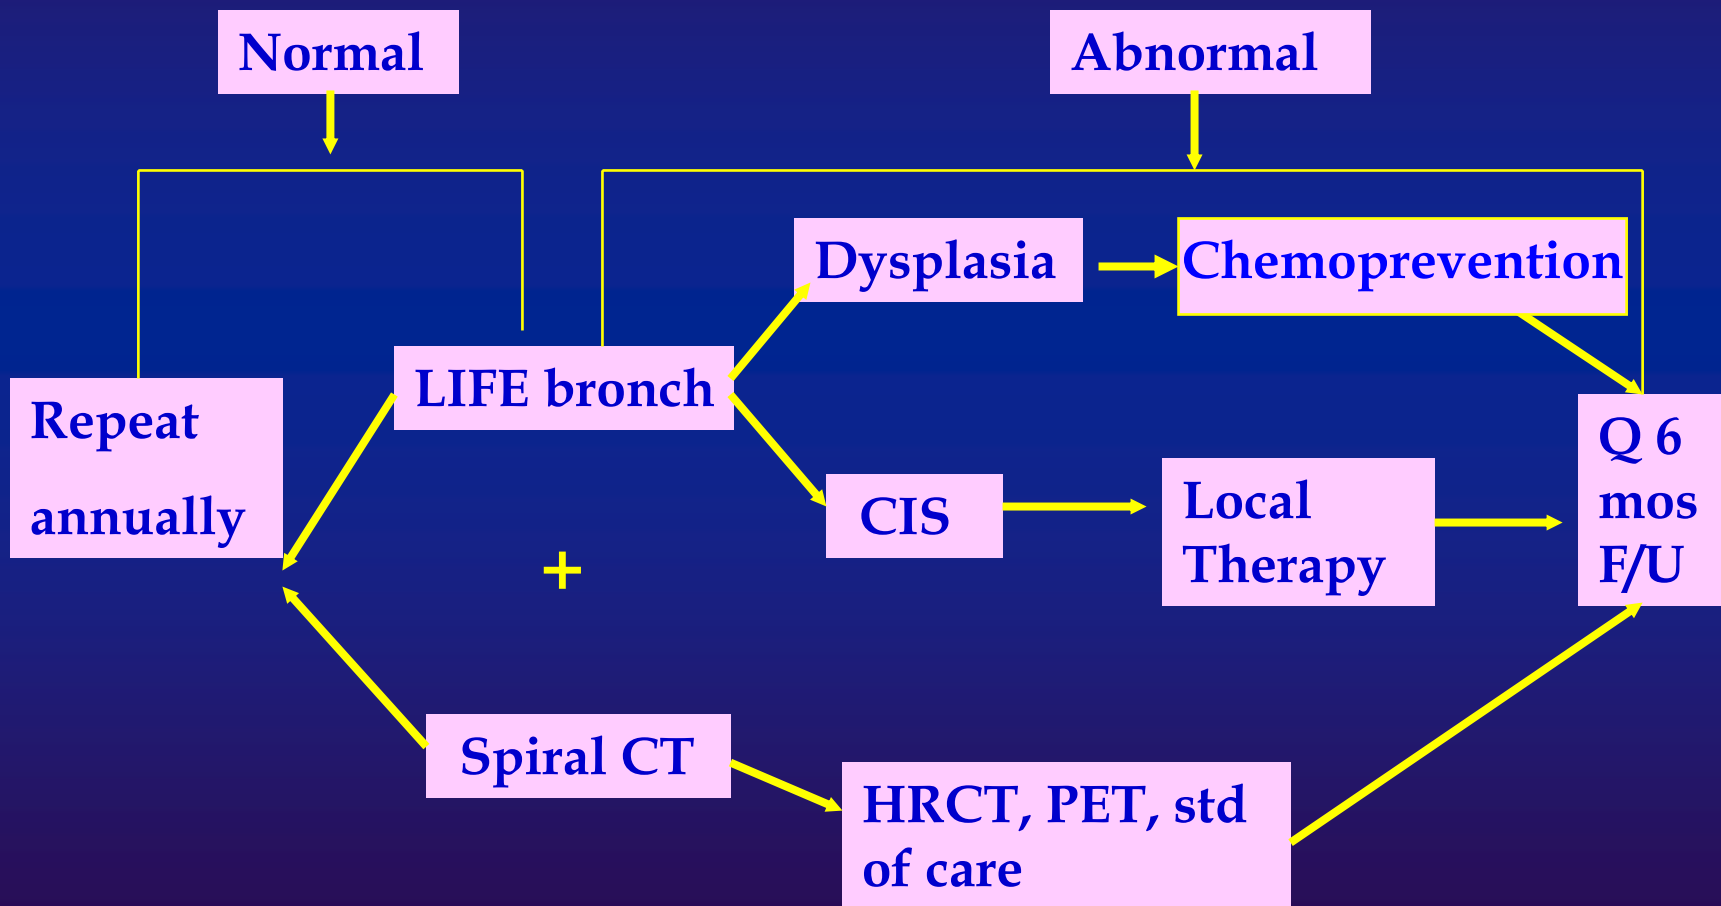 Normal
Abnormal
Dysplasia
Chemoprevention
LIFE bronch
Repeat
annually
Q 6
mos
F/U
CIS
Local
Therapy
+
Spiral CT
HRCT, PET, std
of care